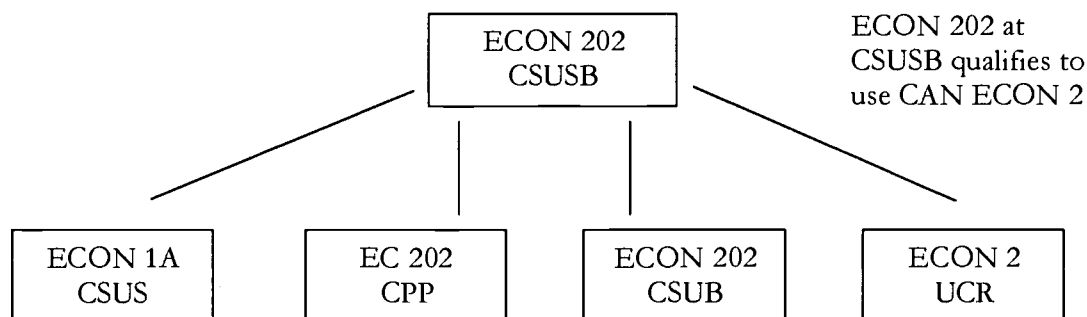 ECON 202
CSUSB
ECON 202 at
CSUSB qualifies to
use CAN ECON 2
ECON 1A
CSUS
EC 202
CPP
ECON 202
CSUB
ECON 2
UCR